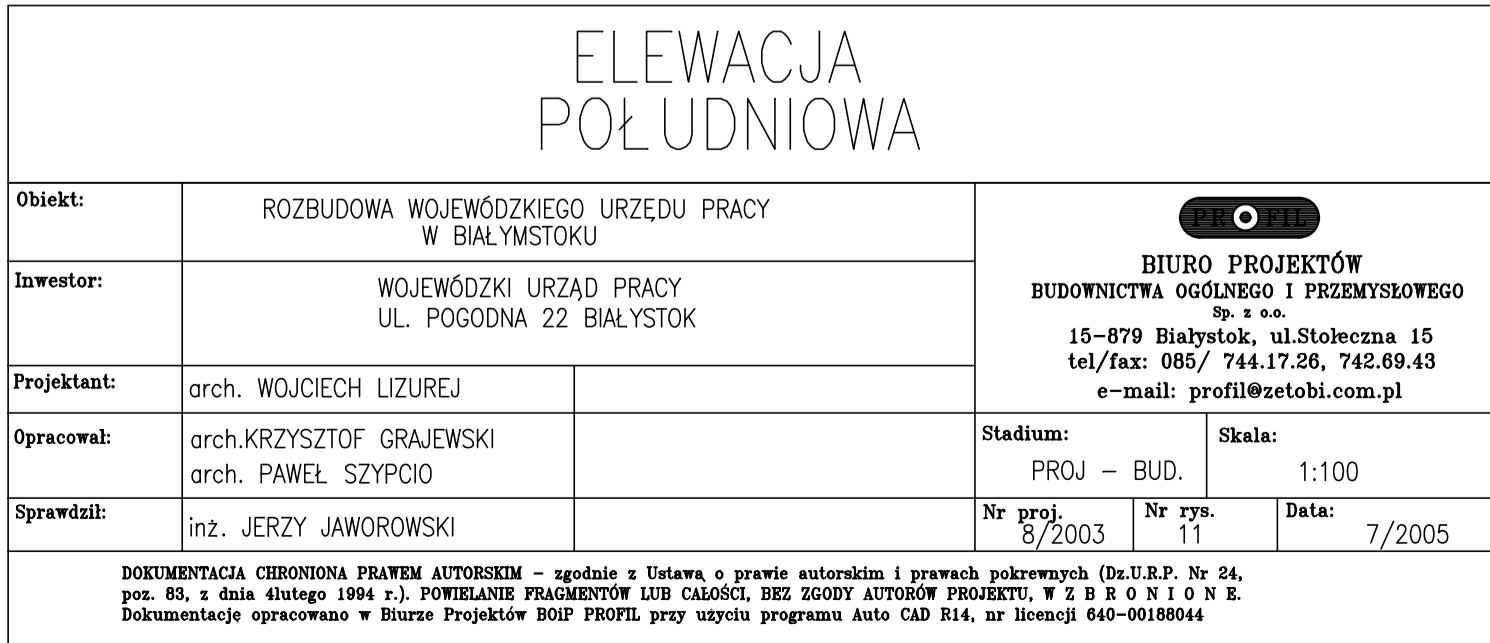 ELEWACJA
POŁUDNIOWA
Obiekt:
ROZBUDOWA WOJEWÓDZKIEGO URZĘDU PRACY
W BIAŁYMSTOKU
Inwestor:
WOJEWÓDZKI URZĄD PRACY
UL. POGODNA 22 BIAŁYSTOK
Projektant:
arch. WOJCIECH LIZUREJ
Opracował:
arch.KRZYSZTOF GRAJEWSKI
arch. PAWEŁ SZYPCIO
Sprawdził:
inż. JERZY JAWOROWSKI
PROFIL
BIURO PROJEKTÓW
BUDOWNICTWA OGÓLNEGO I PRZEMYSŁOWEGO
Sp. z o.o.
15-879 Białystok, ul.Stołeczna 15
tel/fax: 085/ 744.17.26, 742.69.43
e-mail: profil@zetobi.com.pl
Stadium:
PROJ - BUD.
Skala:
1:100
Nr proj.
8/2003
Nr rys.
11
Data:
7/2005
DOKUMENTACJA CHRONIONA PRAWEM AUTORSKIM - zgodnie z Ustawą o prawie autorskim i prawach pokrewnych (Dz.U.R.P. Nr 24,
poz. 83, z dnia 4lutego 1994 r.). POWIELANIE FRAGMENTÓW LUB CAŁOŚCI, BEZ ZGODY AUTORÓW PROJEKTU, W Z B R O N I O N E.
Dokumentację opracowano w Biurze Projektów BOiP PROFIL przy użyciu programu Auto CAD R14, nr licencji 640-00188044